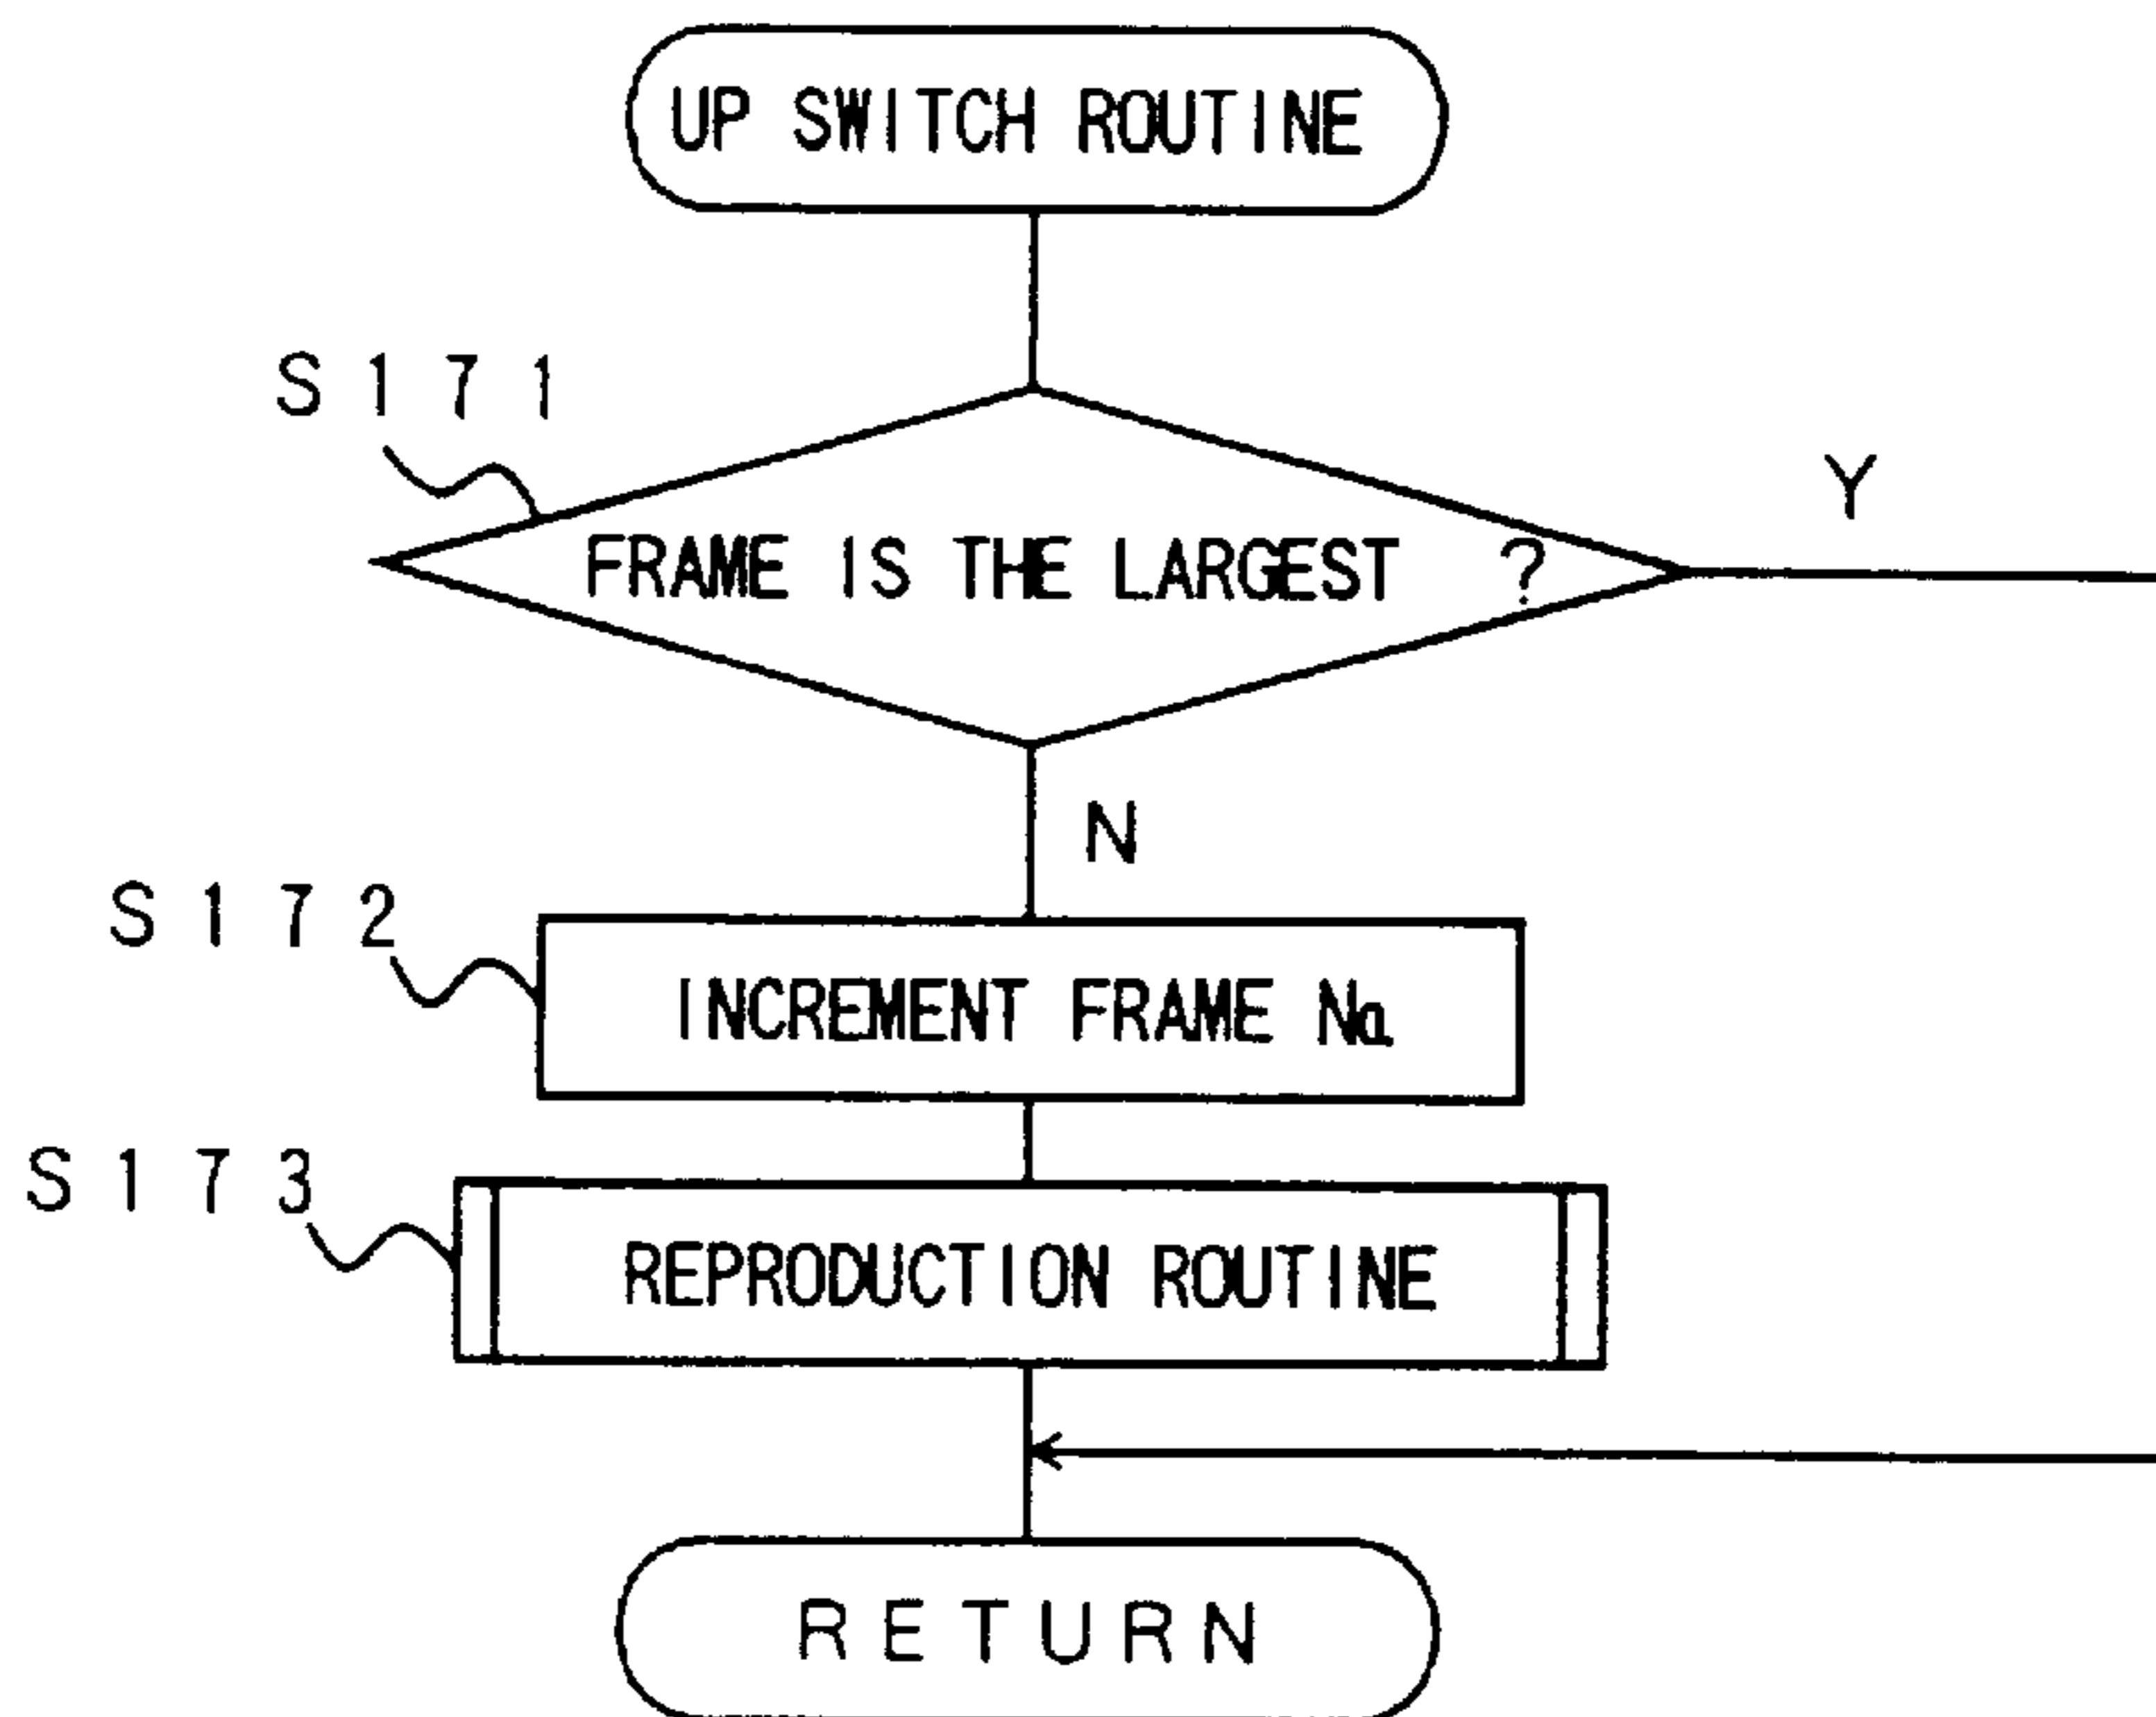 UP SWITCH ROUTINE
S171
FRAME IS THE LARGEST ?
Y
N
S172
INCREMENT FRAME No.
S173
REPRODUCTION ROUTINE
RETURN